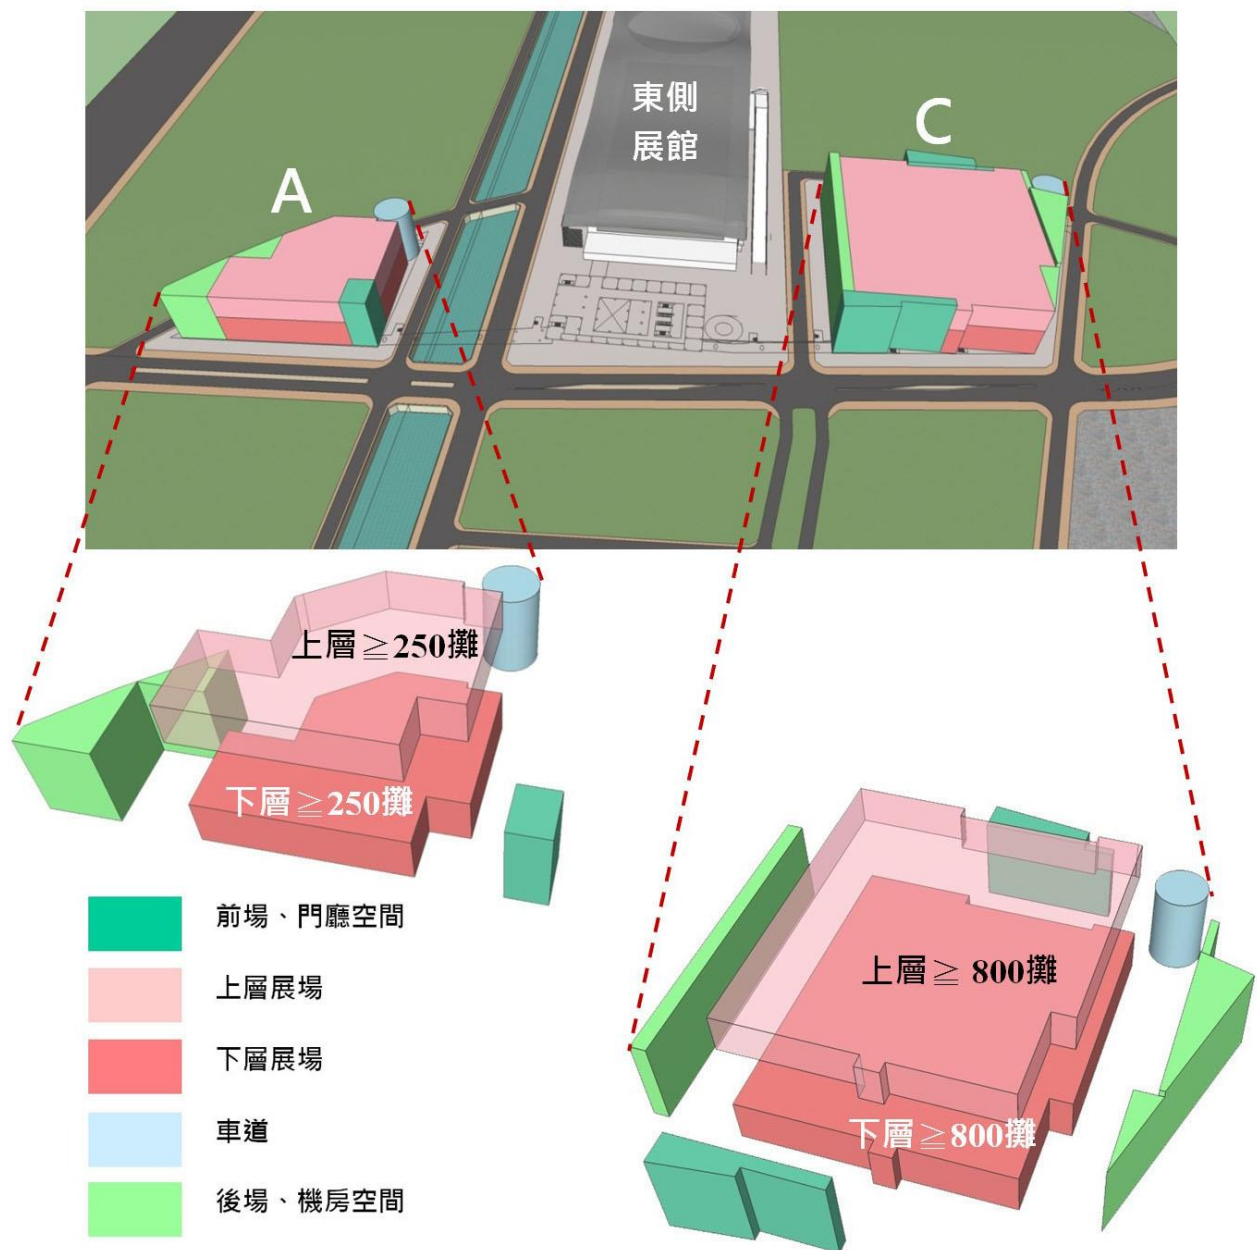 東側
展館
C
A
上層≧250攤
下層≧250攤
上層≧ 800攤
下層≧800攤
前場、門廳空間
上層展場
下層展場
車道
後場、機房空間